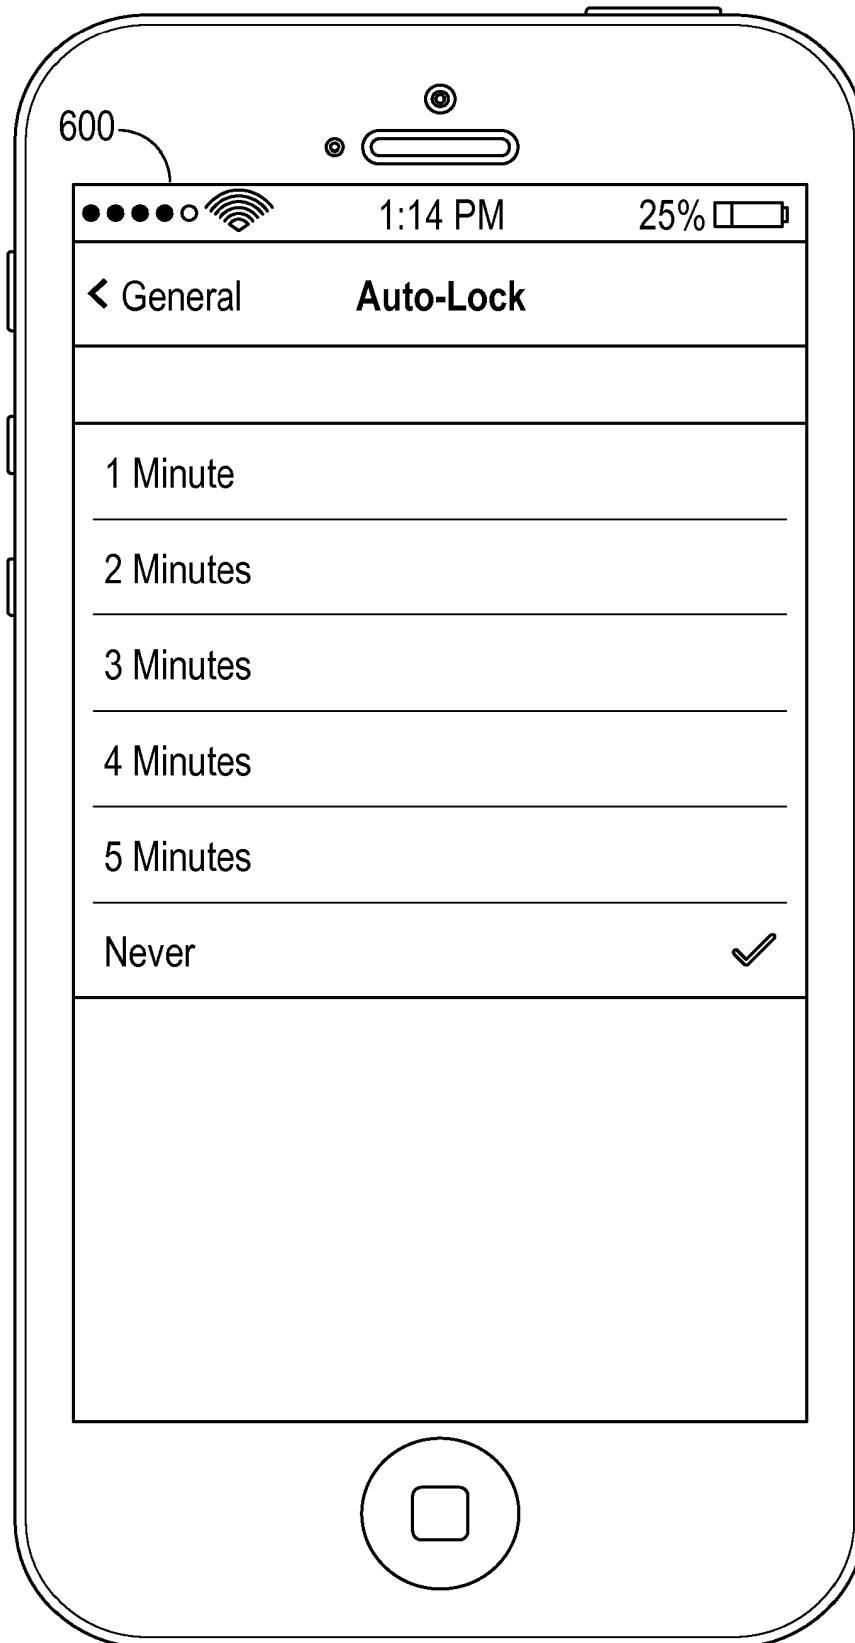 600
1:14 PM 25%
< General Auto-Lock
1 Minute
2 Minutes
3 Minutes
4 Minutes
5 Minutes
Never